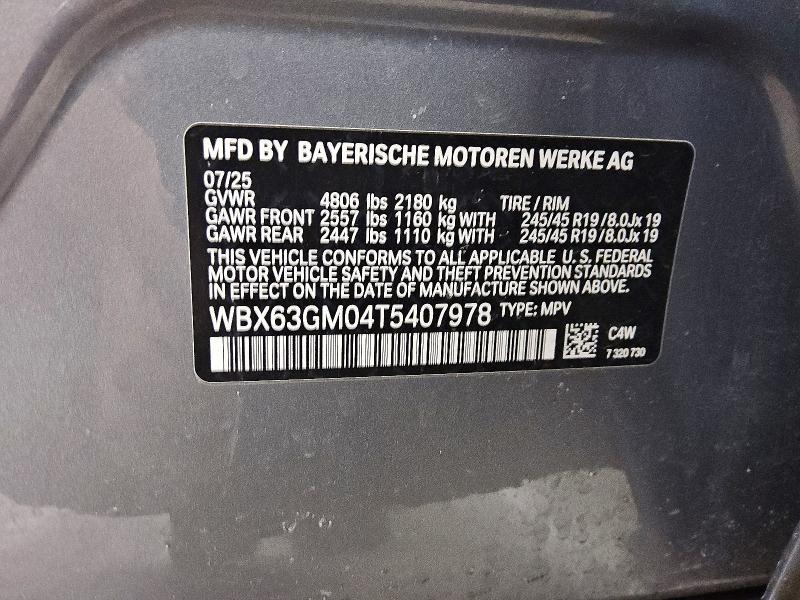 MFD BY BAYERISCHE MOTOREN WERKE AG
07/25
GVWR 4806 lbs 2180 kg TIRE / RIM
GAWR FRONT 2557 lbs 1160 kg WITH 245/45 R19 / 8.0Jx 19
GAWR REAR 2447 lbs 1110 kg WITH 245/45 R19 / 8.0Jx 19
THIS VEHICLE CONFORMS TO ALL APPLICABLE U. S. FEDERAL
MOTOR VEHICLE SAFETY AND THEFT PREVENTION STANDARDS
IN EFFECT ON THE DATE OF MANUFACTURE SHOWN ABOVE.
WBX63GM04T5407978 TYPE: MPV
C4W
7 320 730